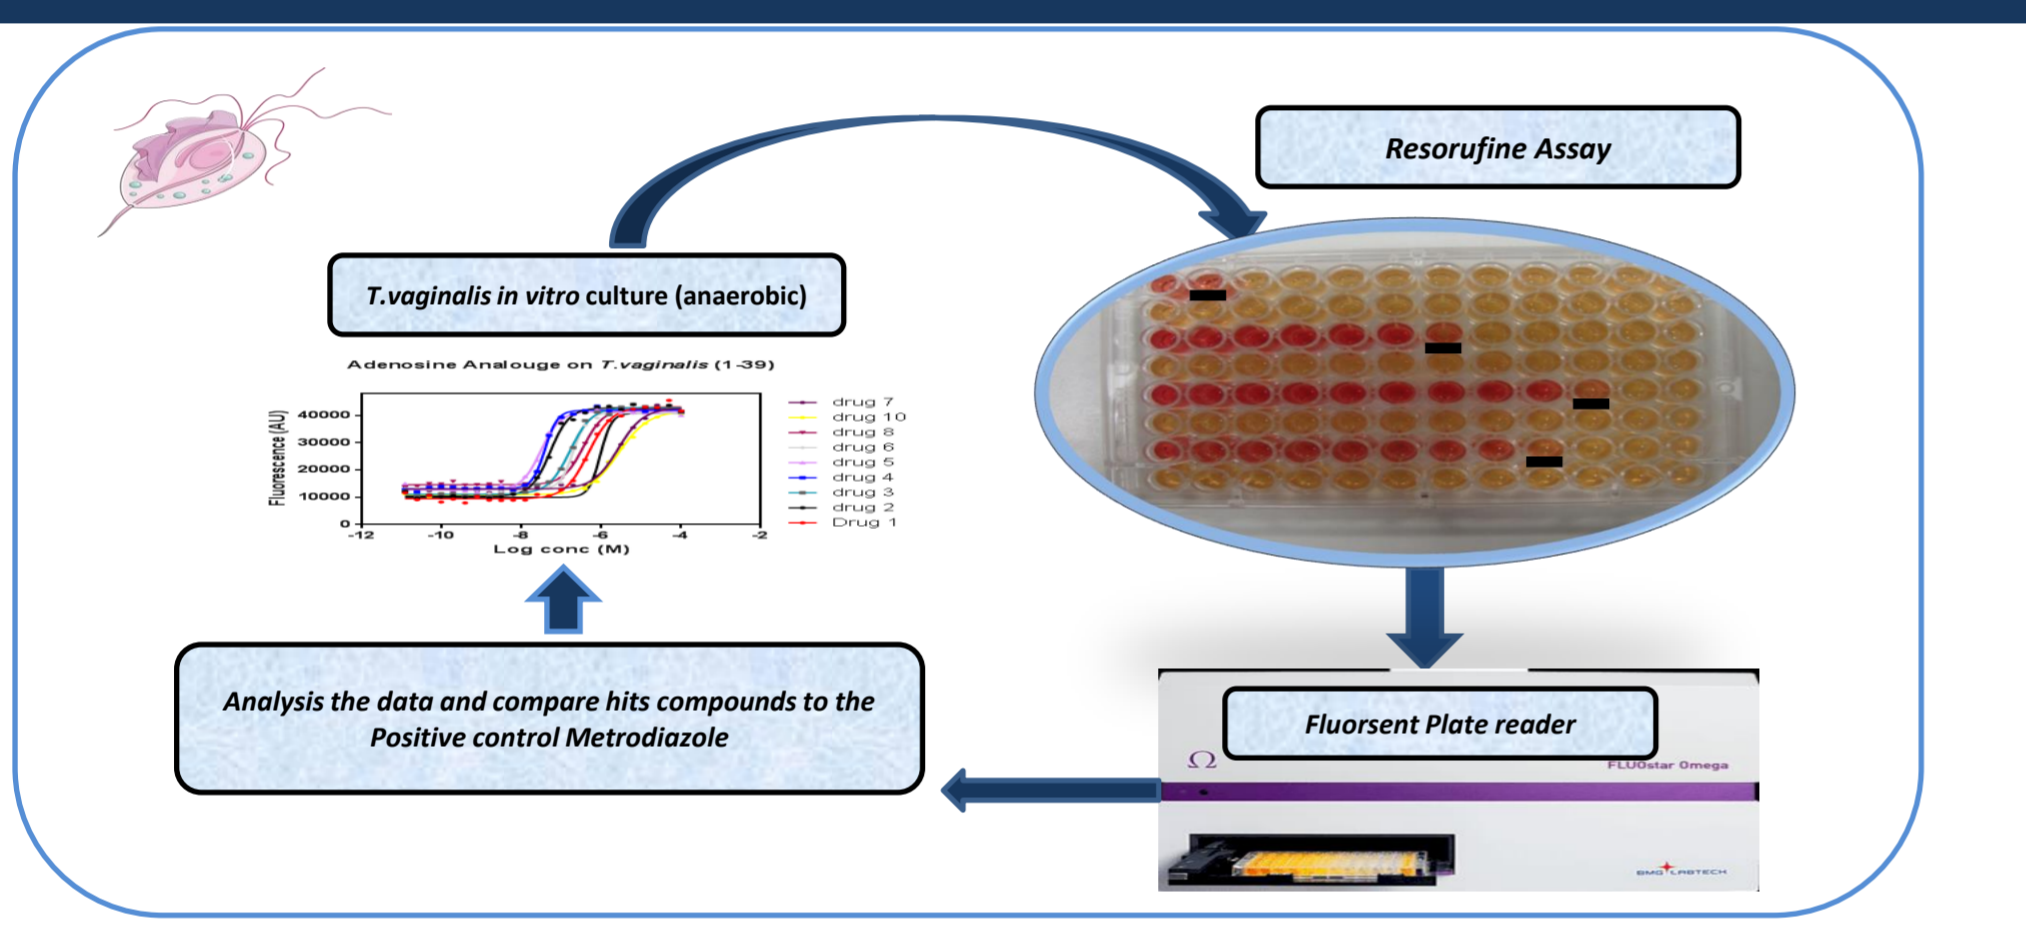 Resorufine Assay
T.vaginalis in vitro culture (anaerobic)
Adenosine Analouge on T.vaginalis (1-39)
Fluorescence (AU)
40000
30000
20000
10000
0
-12
-10
-8
-6
-4
-2
Log conc (M)
drug 7
drug 10
drug 8
drug 6
drug 5
drug 4
drug 3
drug 2
Drug 1
Analysis the data and compare hits compounds to the
Positive control Metrodiazole
Fluorsent Plate reader
Ω
FLUOstar Omega
BMG LABTECH